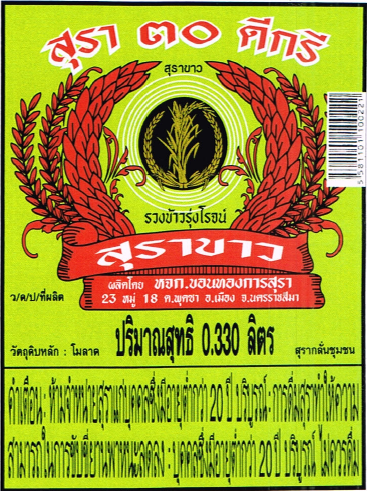 สุรา ๓๐ ดีกรี
สุราขาว
รวงข้าวรุ่งโรจน์
สุราขาว
ผลิตโดย หจก.ขอนทองการสุรา
23 หมู่ 18 ต.พุดซา อ.เมือง จ.นครราชสีมา
ว/ด/ป/ที่ผลิต
ปริมาณสุทธิ 0.330 ลิตร
วัตถุดิบหลัก : โมลาด
สุรากลั่นชุมชน
คำเตือน : ห้ามจำหน่ายสุราแก่บุคคลซึ่งมีอายุต่ำกว่า 20 ปี บริบูรณ์ : การดื่มสุราทำให้ความ
สามารถในการขับขี่ยานพาหนะลดลง : บุคคลซึ่งมีอายุต่ำกว่า 20 ปี บริบูรณ์ ไม่ควรดื่ม